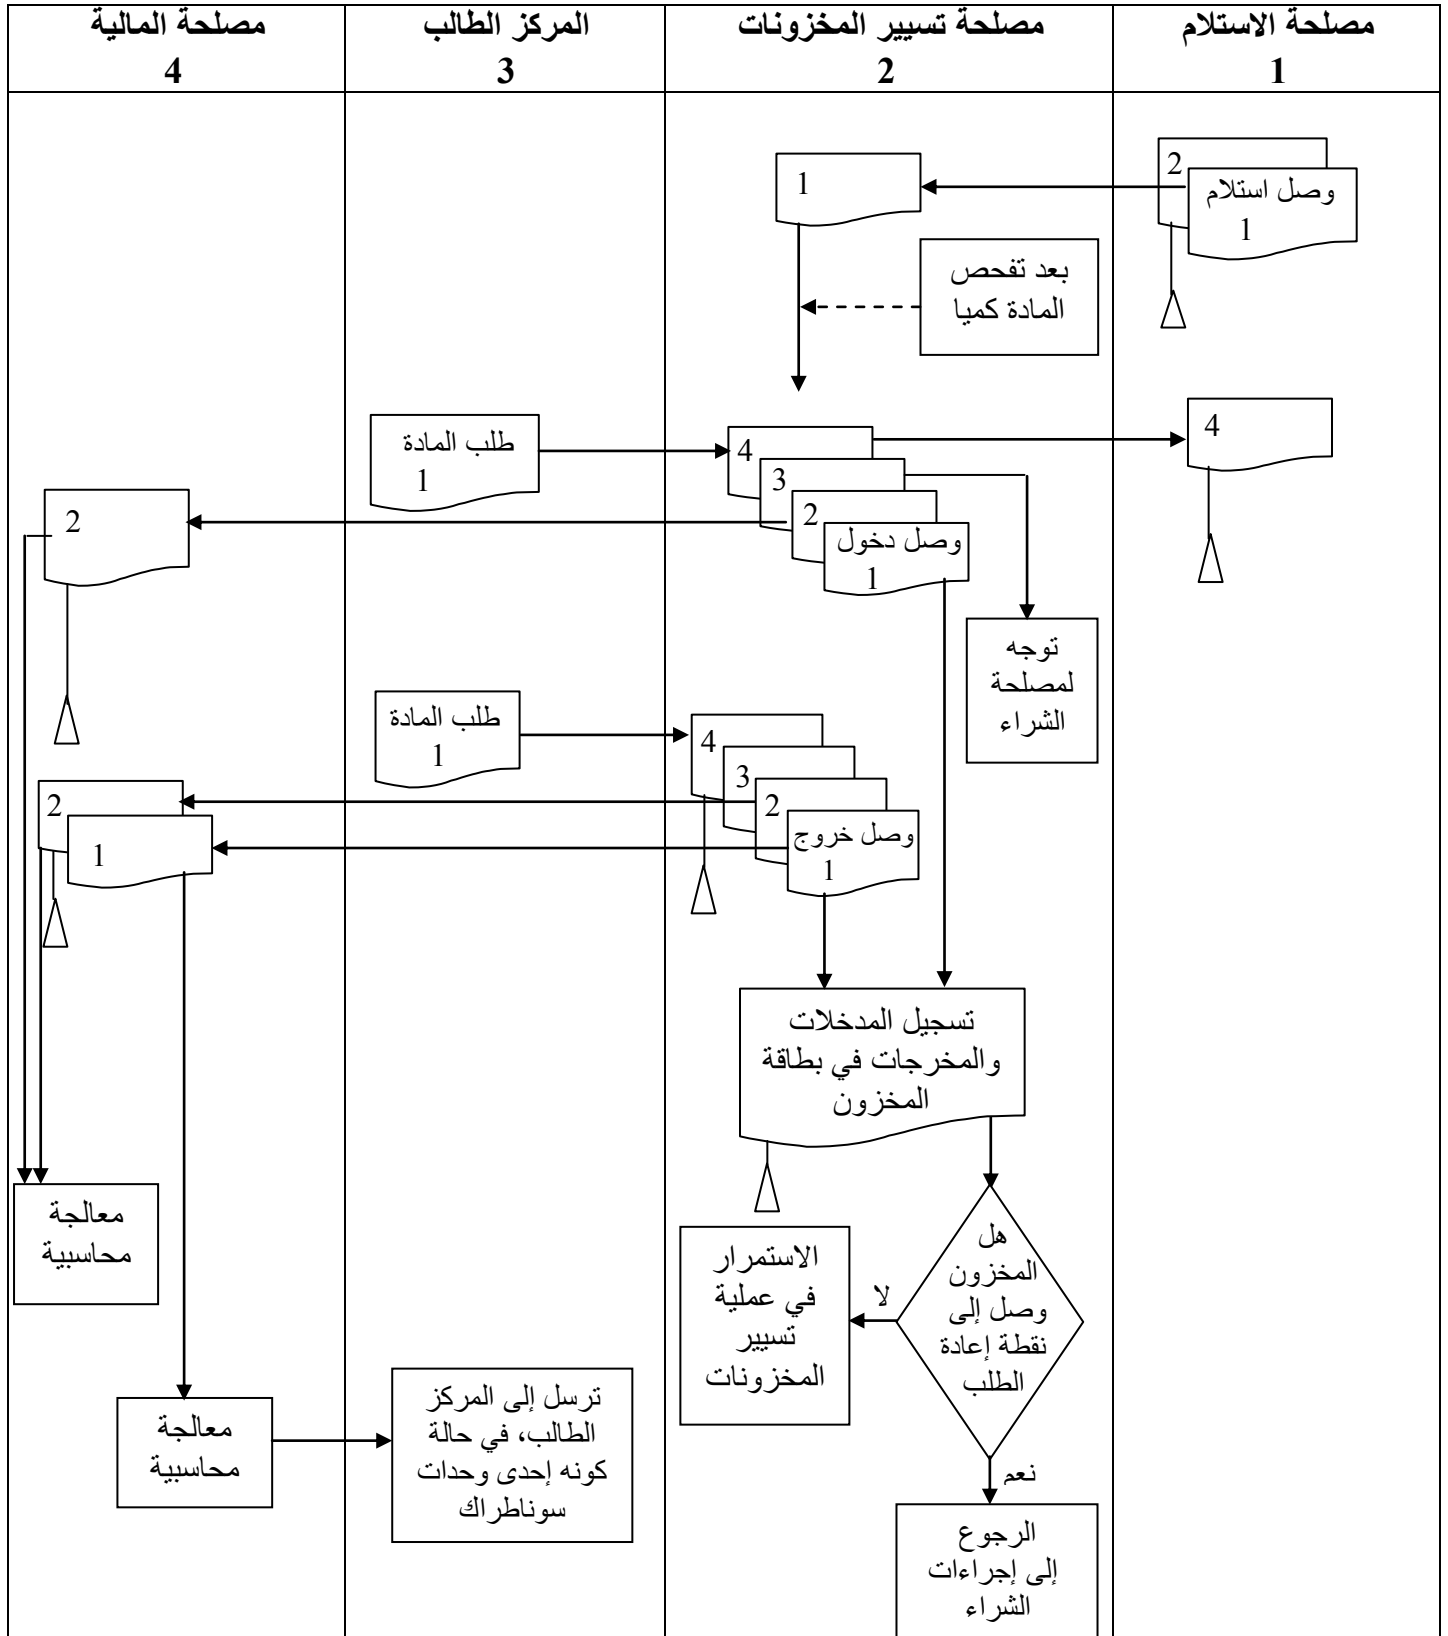 مصلحة الاستلام
1
مصلحة تسيير المخزونات
2
المركز الطالب
3
مصلحة المالية
4
2
وصل استلام
1
1
بعد تفحص
المادة كميا
4
4
3
2
وصل دخول
1
طلب المادة
1
2
توجه
لمصلحة
الشراء
طلب المادة
1
4
3
2
وصل خروج
1
2
1
تسجيل المدخلات
والمخرجات في بطاقة
المخزون
هل
المخزون
وصل إلى
نقطة إعادة
الطلب
لا
الاستمرار
في عملية
تسيير
المخزونات
نعم
الرجوع
إلى إجراءات
الشراء
معالجة
محاسبية
معالجة
محاسبية
ترسل إلى المركز
الطالب، في حالة
كونه إحدى وحدات
سوناطراك